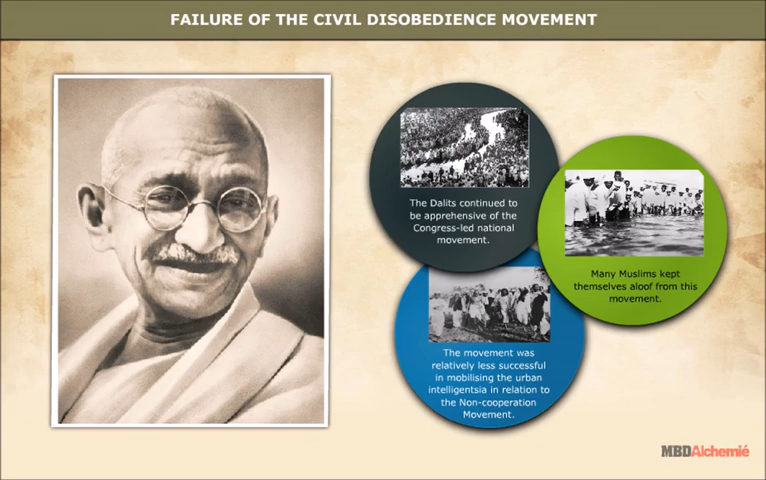 FAILURE OF THE CIVIL DISOBEDIENCE MOVEMENT
The Dalits continued to
be apprehensive of the
Congress-led national
movement.
Many Muslims kept
themselves aloof from this
movement.
The movement was
relatively less successful
in mobilising the urban
intelligentsia in relation to
the Non-cooperation
Movement.
MBDAlchemié